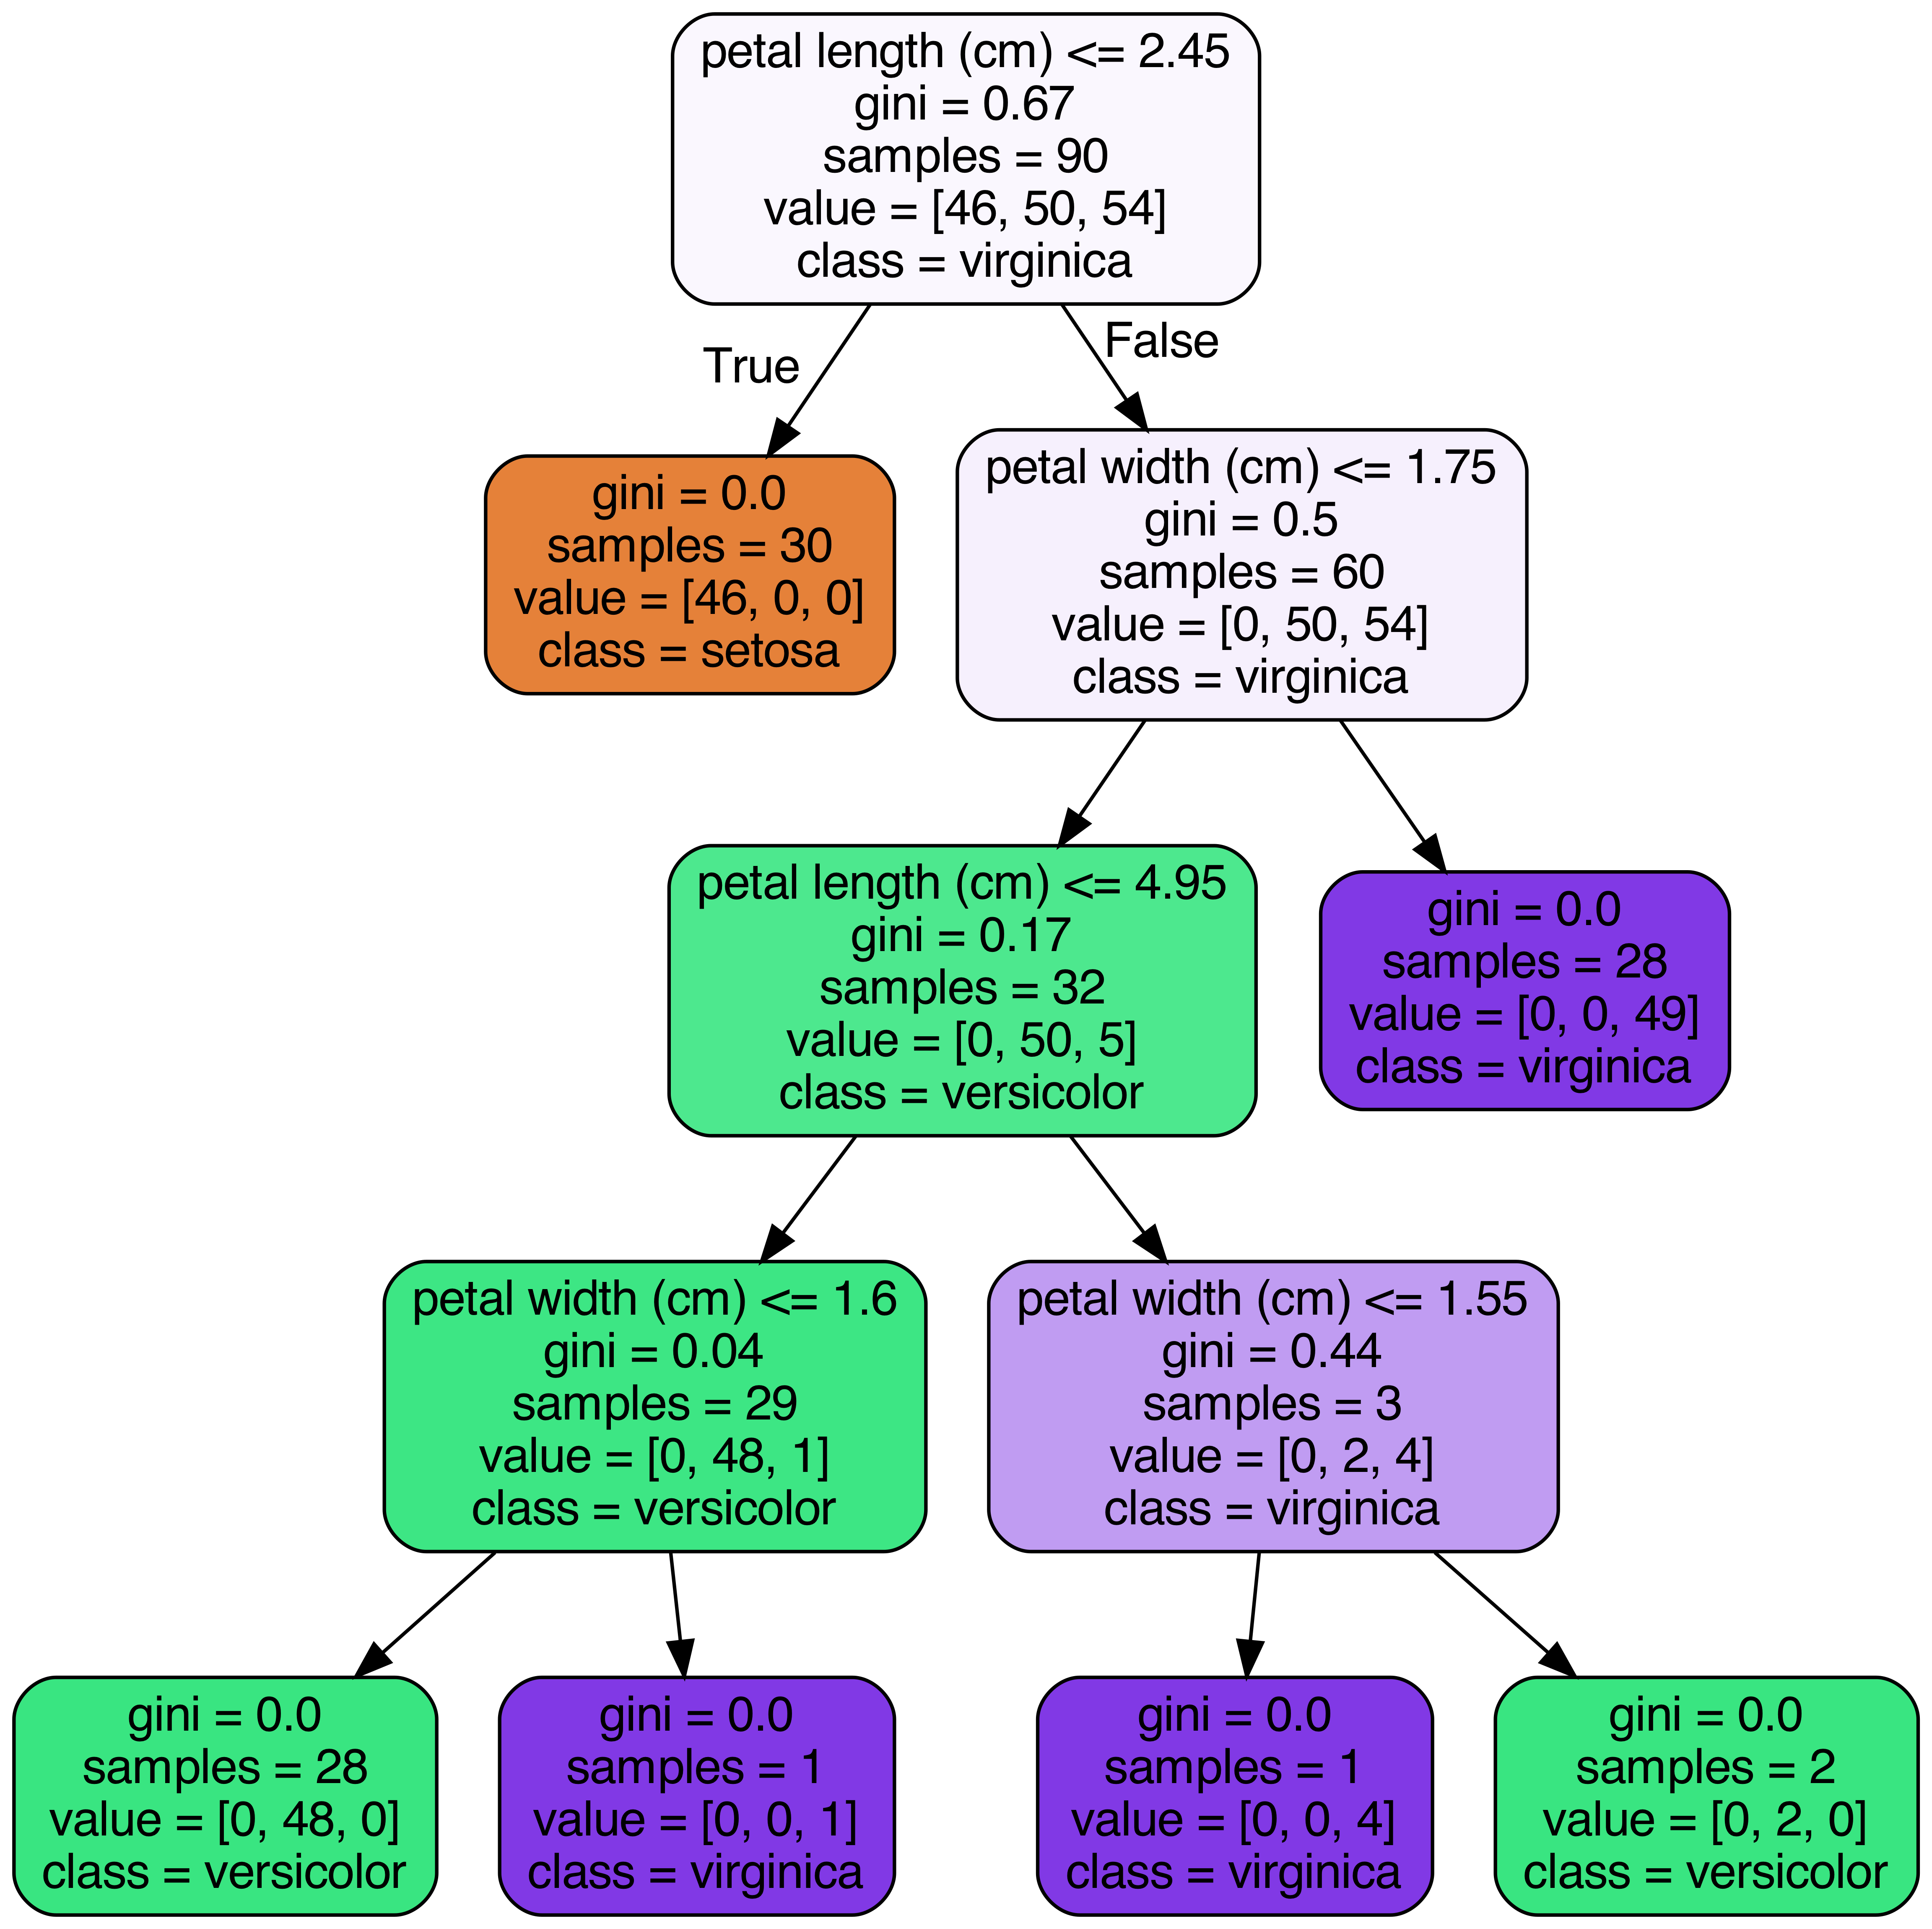 petal length (cm) <= 2.45
gini = 0.67
samples = 90
value = [46, 50, 54]
class = virginica
True
False
gini = 0.0
samples = 30
value = [46, 0, 0]
class = setosa
petal width (cm) <= 1.75
gini = 0.5
samples = 60
value = [0, 50, 54]
class = virginica
petal length (cm) <= 4.95
gini = 0.17
samples = 32
value = [0, 50, 5]
class = versicolor
gini = 0.0
samples = 28
value = [0, 0, 49]
class = virginica
petal width (cm) <= 1.6
gini = 0.04
samples = 29
value = [0, 48, 1]
class = versicolor
petal width (cm) <= 1.55
gini = 0.44
samples = 3
value = [0, 2, 4]
class = virginica
gini = 0.0
samples = 28
value = [0, 48, 0]
class = versicolor
gini = 0.0
samples = 1
value = [0, 0, 1]
class = virginica
gini = 0.0
samples = 1
value = [0, 0, 4]
class = virginica
gini = 0.0
samples = 2
value = [0, 2, 0]
class = versicolor